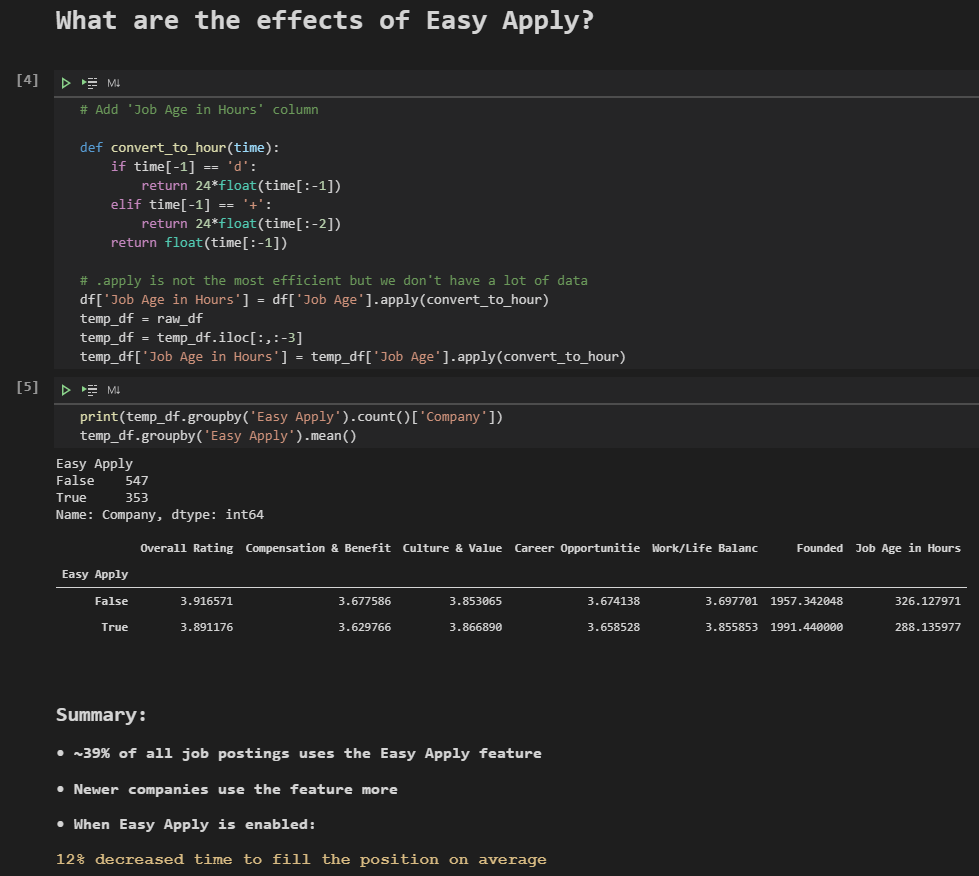 What are the effects of Easy Apply?
[4]
M↓
# Add 'Job Age in Hours' column
def convert_to_hour(time):
    if time[-1] == 'd':
        return 24*float(time[:-1])
    elif time[-1] == '+':
        return 24*float(time[:-2])
    return float(time[:-1])
# .apply is not the most efficient but we don't have a lot of data
df['Job Age in Hours'] = df['Job Age'].apply(convert_to_hour)
temp_df = raw_df
temp_df = temp_df.iloc[:,:-3]
temp_df['Job Age in Hours'] = temp_df['Job Age'].apply(convert_to_hour)
[5]
M↓
print(temp_df.groupby('Easy Apply').count()['Company'])
temp_df.groupby('Easy Apply').mean()
Easy Apply
False    547
True     353
Name: Company, dtype: int64
Overall Rating Compensation & Benefit Culture & Value Career Opportunitie Work/Life Balanc Founded Job Age in Hours
Easy Apply
False 3.916571 3.677586 3.853065 3.674138 3.697701 1957.342048 326.127971
True 3.891176 3.629766 3.866890 3.658528 3.855853 1991.440000 288.135977
Summary:
• ~39% of all job postings uses the Easy Apply feature
• Newer companies use the feature more
• When Easy Apply is enabled:
12% decreased time to fill the position on average